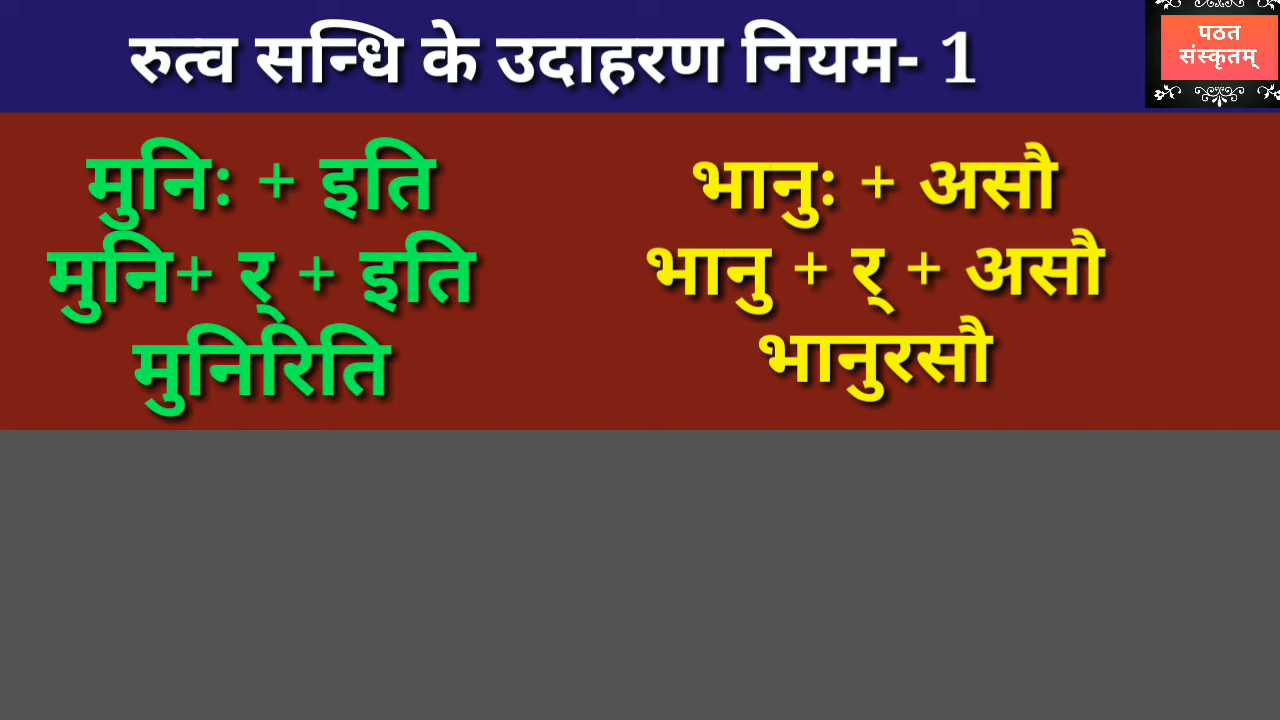 रुत्व सन्धि के उदाहरण नियम- 1
पठत
संस्कृतम्
मुनिः + इति
मुनि+ र् + इति
मुनिरिति
भानुः + असौ
भानु + र् + असौ
भानुरसौ